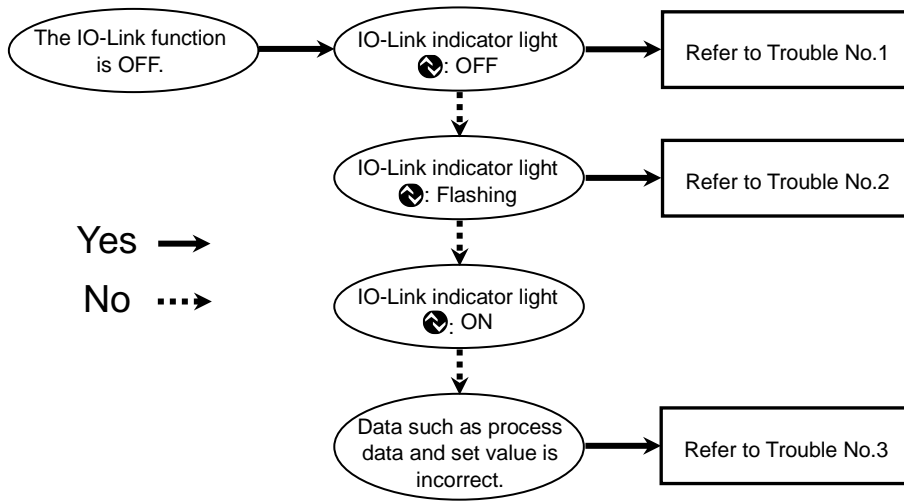 The IO-Link function
is OFF.
IO-Link indicator light
: OFF
Refer to Trouble No.1
IO-Link indicator light
: Flashing
Refer to Trouble No.2
Yes
No
IO-Link indicator light
: ON
Data such as process
data and set value is
incorrect.
Refer to Trouble No.3